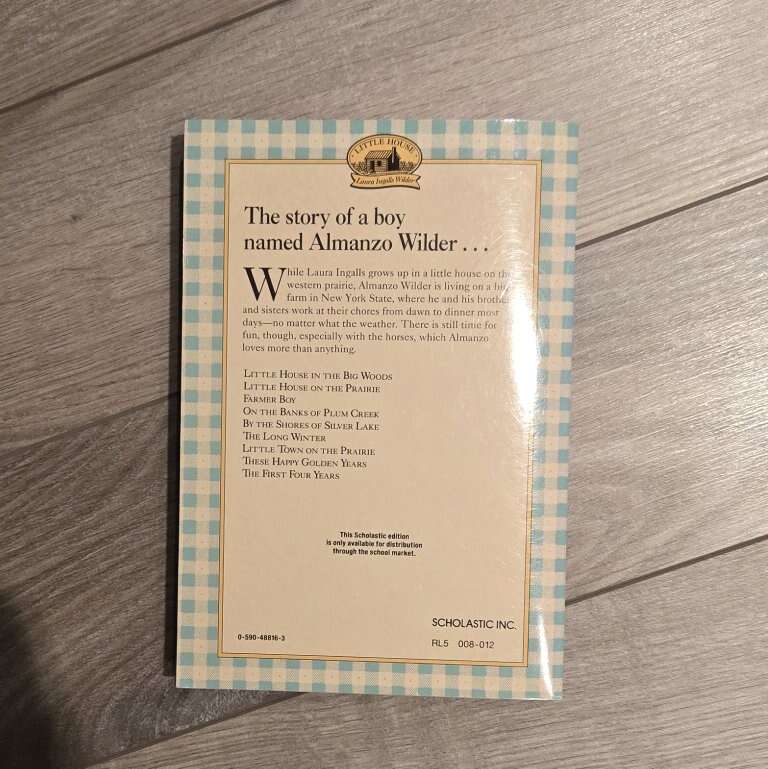 LITTLE HOUSE
Laura Ingalls Wilder
The story of a boy
named Almanzo Wilder . . .
While Laura Ingalls grows up in a little house on the
western prairie, Almanzo Wilder is living on a big
farm in New York State, where he and his brother
and sisters work at their chores from dawn to dinner most
days—no matter what the weather. There is still time for
fun, though, especially with the horses, which Almanzo
loves more than anything.
LITTLE HOUSE IN THE BIG WOODS
LITTLE HOUSE ON THE PRAIRIE
FARMER BOY
ON THE BANKS OF PLUM CREEK
BY THE SHORES OF SILVER LAKE
THE LONG WINTER
LITTLE TOWN ON THE PRAIRIE
THESE HAPPY GOLDEN YEARS
THE FIRST FOUR YEARS
This Scholastic edition
is only available for distribution
through the school market.
SCHOLASTIC INC.
0-590-48816-3
RL5 008-012